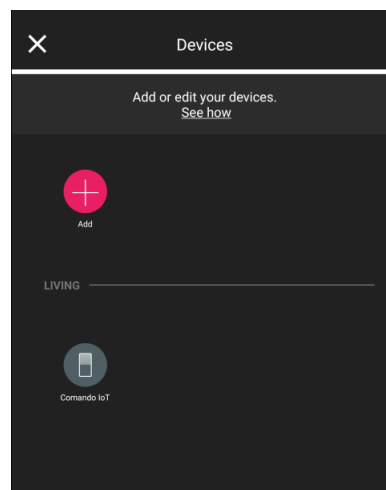 Devices
Add or edit your devices.
See how
Add
LIVING
Comando IoT